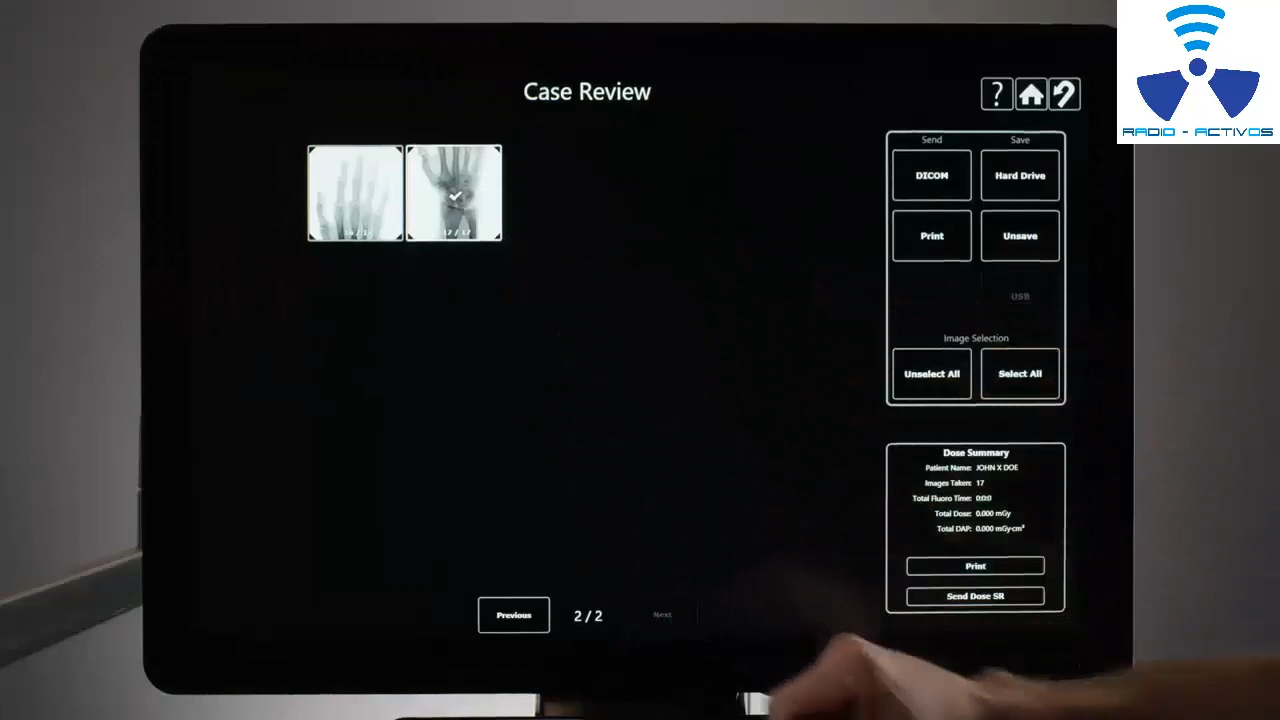 RADIO - ACTIVOS
Case Review
?
Send
Save
DICOM
Hard Drive
Print
Unsave
USB
Image Selection
Unselect All
Select All
17 / 17
Dose Summary
Patient Name: JOHN X DOE
Images Taken: 17
Total Fluoro Time: 0:0:0
Total Dose: 0.000 mGy
Total DAP: 0.000 mGy·cm²
Print
Send Dose SR
Previous
2 / 2
Next